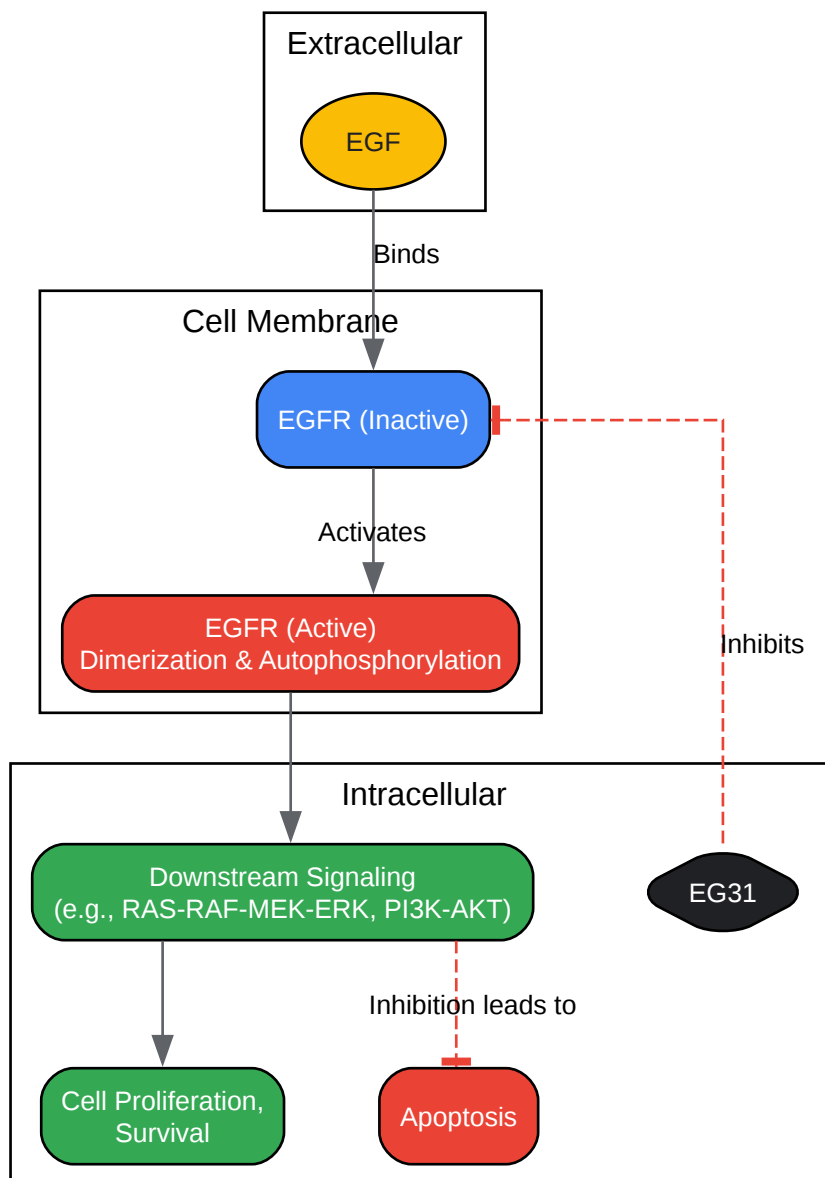 Extracellular
EGF
Binds
Cell Membrane
EGFR (Inactive)
Activates
EGFR (Active)
Dimerization & Autophosphorylation
Inhibits
Intracellular
Downstream Signaling
(e.g., RAS-RAF-MEK-ERK, PI3K-AKT)
EG31
Inhibition leads to
Cell Proliferation,
Survival
Apoptosis